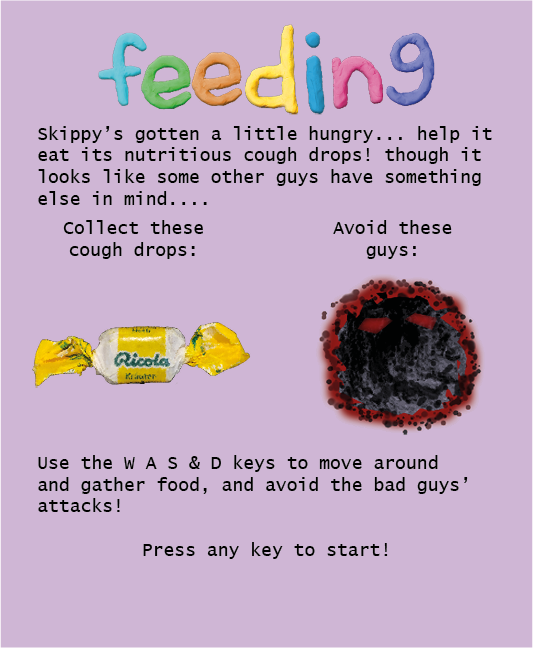 feeding
Skippy's gotten a little hungry... help it
eat its nutritious cough drops! though it
looks like some other guys have something
else in mind....
Collect these
cough drops:
Avoid these
guys:
Ricola
Kräuter
Use the W A S & D keys to move around
and gather food, and avoid the bad guys'
attacks!
Press any key to start!